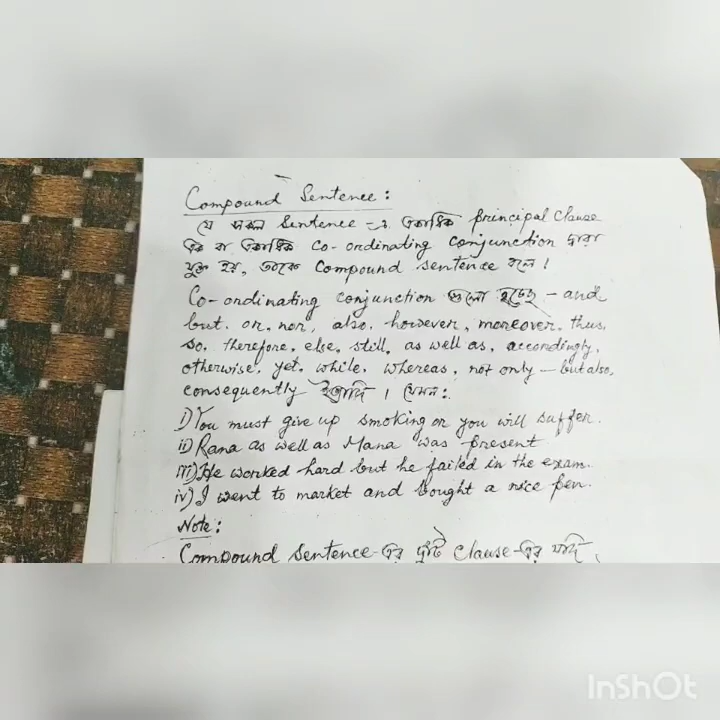 Compound Sentence:
যে সকল Sentence-এ একাধিক principal clause
এক বা একাধিক co-ordinating conjunction দ্বারা
যুক্ত হয়, তাকে Compound sentence বলে।
Co-ordinating conjunction গুলো হচ্ছে - and
but, or, nor, also, however, moreover, thus,
so, therefore, else, still, as well as, accordingly,
otherwise, yet, while, whereas, not only - but also,
consequently ইত্যাদি। যেমন:
i) You must give up smoking or you will suffer.
ii) Rana as well as Mana was present
iii) He worked hard but he failed in the exam.
iv) I went to market and bought a nice pen.
Note:
Compound sentence-এর দুটি clause-এর যদি
InShOt